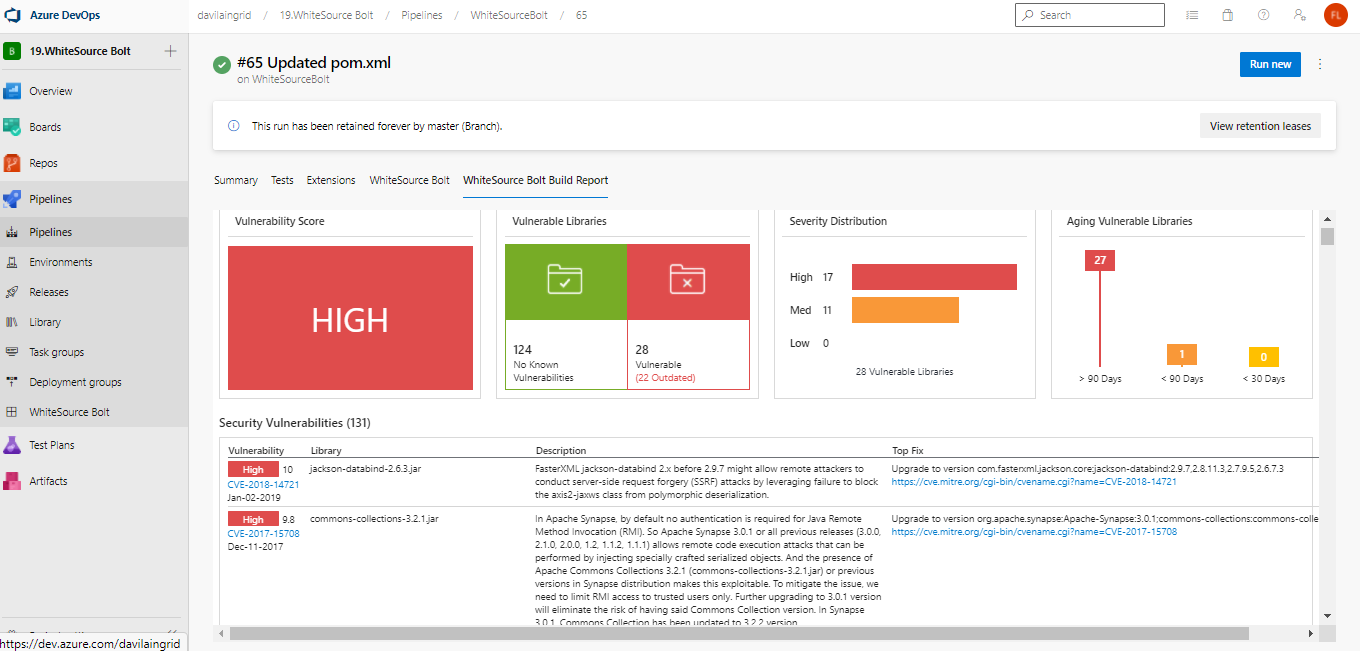 Azure DevOps
davilaingrid / 19.WhiteSource Bolt / Pipelines / WhiteSourceBolt / 65
Search
FL
B 19.WhiteSource Bolt
Overview
Boards
Repos
Pipelines
Pipelines
Environments
Releases
Library
Task groups
Deployment groups
WhiteSource Bolt
Test Plans
Artifacts
https://dev.azure.com/davilaingrid
#65 Updated pom.xml
on WhiteSourceBolt
Run new
This run has been retained forever by master (Branch).
View retention leases
Summary Tests Extensions WhiteSource Bolt WhiteSource Bolt Build Report
Vulnerability Score
HIGH
Vulnerable Libraries
124
No Known
Vulnerabilities
28
Vulnerable
(22 Outdated)
Severity Distribution
High 17
Med 11
Low 0
28 Vulnerable Libraries
Aging Vulnerable Libraries
27
1
0
> 90 Days < 90 Days < 30 Days
Security Vulnerabilities (131)
Vulnerability Library Description Top Fix
High 10
CVE-2018-14721
Jan-02-2019
jackson-databind-2.6.3.jar
FasterXML jackson-databind 2.x before 2.9.7 might allow remote attackers to
conduct server-side request forgery (SSRF) attacks by leveraging failure to block
the axis2-jaxws class from polymorphic deserialization.
Upgrade to version com.fasterxml.jackson.core:jackson-databind:2.9.7,2.8.11.3,2.7.9.5,2.6.7.3
https://cve.mitre.org/cgi-bin/cvename.cgi?name=CVE-2018-14721
High 9.8
CVE-2017-15708
Dec-11-2017
commons-collections-3.2.1.jar
In Apache Synapse, by default no authentication is required for Java Remote
Method Invocation (RMI). So Apache Synapse 3.0.1 or all previous releases (3.0.0,
2.1.0, 2.0.0, 1.2, 1.1.2, 1.1.1) allows remote code execution attacks that can be
performed by injecting specially crafted serialized objects. And the presence of
Apache Commons Collections 3.2.1 (commons-collections-3.2.1.jar) or previous
versions in Synapse distribution makes this exploitable. To mitigate the issue, we
need to limit RMI access to trusted users only. Further upgrading to 3.0.1 version
will eliminate the risk of having said Commons Collection version. In Synapse
3.0.1, Commons Collection has been updated to 3.2.2 version.
Upgrade to version org.apache.synapse:Apache-Synapse:3.0.1;commons-collections:commons-colle
https://cve.mitre.org/cgi-bin/cvename.cgi?name=CVE-2017-15708